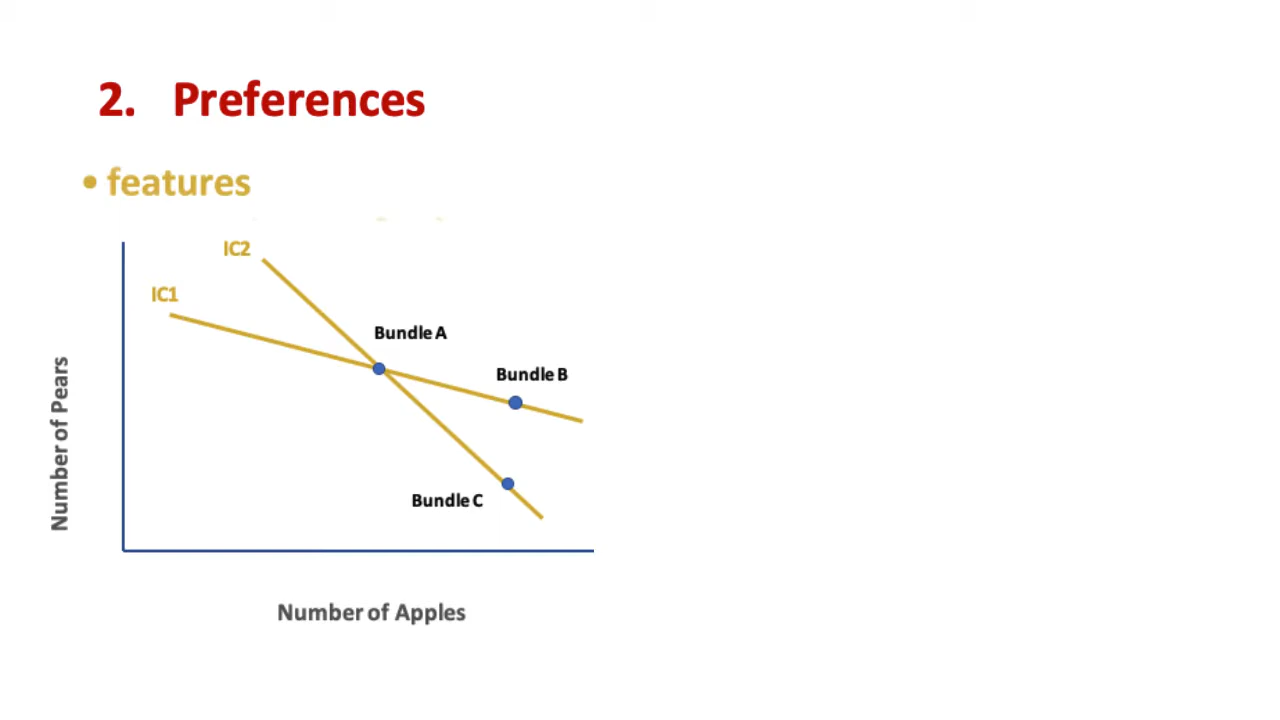 2. Preferences
• features
IC2
IC1
Bundle A
Bundle B
Bundle C
Number of Pears
Number of Apples